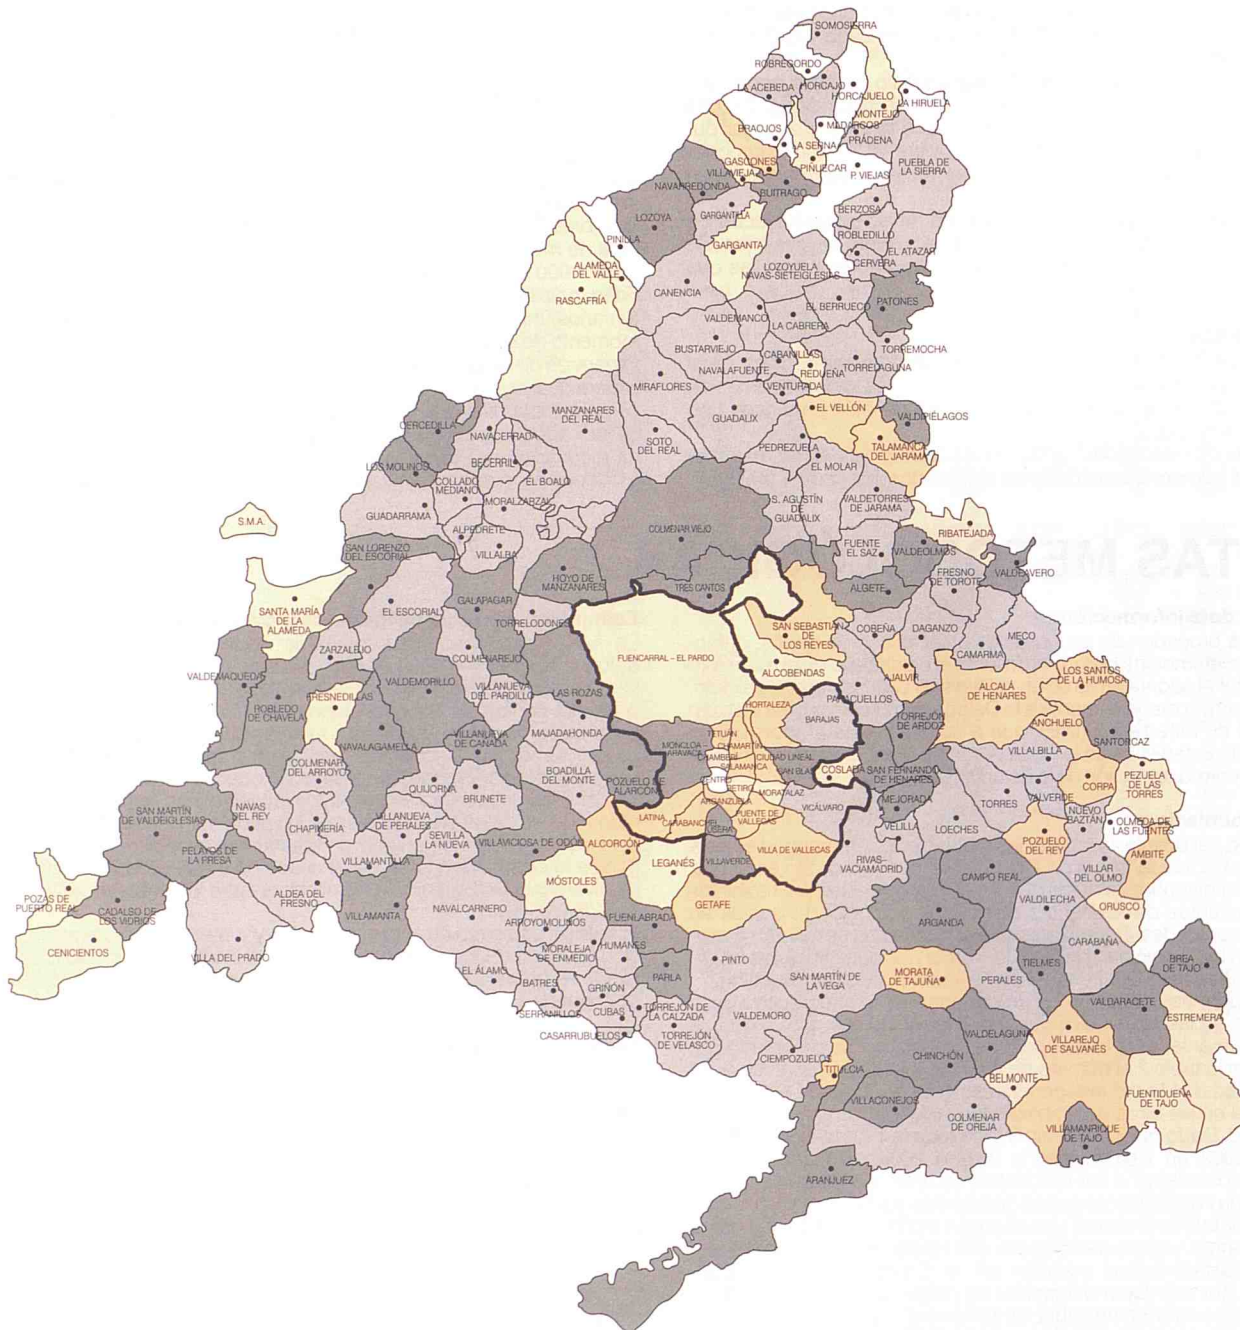 SOMOSIERRA
ROBREGORDO
LA ACEBEDA
HORCAJO
HORCAJUELO
LA HIRUELA
MONTEJO
BRAOJOS
MADARCOS
PRADENA
LA SERNA
GASCONES
PIÑUECAR
VILLAVIEJA
P. VIEJAS
PUEBLA DE
LA SIERRA
NAVARREDONDA
BUITRAGO
BERZOSA
LOZOYA
GARGANTILLA
ROBLEDILLO
PINILLA
GARGANTA
EL ATAZAR
CERVERA
ALAMEDA
DEL VALLE
LOZOYUELA
NAVAS-SIETEIGLESIAS
RASCAFRÍA
CANENCIA
EL BERRUECO
PATONES
VALDEMANCO
LA CABRERA
BUSTARVIEJO
TORREMOCHA
CABANILLAS
NAVALAFUENTE
REDUEÑA
TORRELAGUNA
MIRAFLORES
VENTURADA
MANZANARES
DEL REAL
GUADALIX
EL VELLÓN
VALDIPIÉLAGOS
CERCEDILLA
NAVACERRADA
SOTO
DEL REAL
PEDREZUELA
TALAMANCA
DEL JARAMA
LOS MOLINOS
BECERRIL
EL MOLAR
COLLADO
MEDIANO
EL BOALO
MORALZARZAL
S. AGUSTÍN
DE
GUADALIX
VALDETORRES
DE JARAMA
S.M.A.
GUADARRAMA
ALPEDRETE
COLMENAR VIEJO
RIBATEJADA
VILLALBA
FUENTE
EL SAZ
VALDEOLMOS
SAN LORENZO
DEL ESCORIAL
HOYO DE
MANZANARES
TRES CANTOS
ALGETE
FRESNO
DE TOROTE
VALDEAVERO
SANTA MARÍA
DE LA
ALAMEDA
EL ESCORIAL
GALAPAGAR
TORRELODONES
SAN SEBASTIÁN
DE
LOS REYES
COBEÑA
DAGANZO
MECO
ZARZALEJO
COLMENAREJO
FUENCARRAL – EL PARDO
ALCOBENDAS
CAMARMA
AJALVIR
LOS SANTOS
DE LA HUMOSA
VALDEMAQUEDA
ROBLEDO
DE CHAVELA
FRESNEDILLAS
VALDEMORILLO
VILLANUEVA
DEL PARDILLO
LAS ROZAS
HORTALEZA
BARAJAS
PARACUELLOS
ALCALÁ
DE HENARES
TORREJÓN
DE ARDOZ
ANCHUELO
NAVALAGAMELLA
VILLANUEVA
DE CANADA
MAJADAHONDA
MONCLOA –
ARAVACA
TETUÁN
CHAMARTÍN
CHAMBERÍ
SALAMANCA
CIUDAD LINEAL
SAN BLAS
COSLADA
SAN FERNANDO
DE HENARES
VILLALBILLA
SANTORCAZ
COLMENAR
DEL ARROYO
BOADILLA
DEL MONTE
POZUELO DE
ALARCÓN
CENTRO
RETIRO
MORATALAZ
MEJORADA
CORPA
PEZUELA
DE LAS
TORRES
SAN MARTÍN
DE VALDEIGLESIAS
NAVAS
DEL REY
QUIJORNA
BRUNETE
ARGANZUELA
VICÁLVARO
TORRES
VALVERDE
NUEVO
BAZTÁN
OLMEDA DE
LAS FUENTES
CHAPINERÍA
VILLANUEVA
DE PERALES
LATINA
CARABANCHEL
USERA
PUENTE DE
VALLECAS
VELILLA
LOECHES
POZUELO
DEL REY
PELAYOS DE
LA PRESA
SEVILLA
LA NUEVA
VILLAVICIOSA DE ODÓN
ALCORCÓN
VILLA DE VALLECAS
AMBITE
VILLAMANTILLA
LEGANÉS
VILLAVERDE
RIVAS–
VACIAMADRID
CAMPO REAL
VILLAR
DEL OLMO
POZAS DE
PUERTO REAL
ALDEA DEL
FRESNO
MÓSTOLES
GETAFE
CADALSO DE
LOS VIDRIOS
NAVALCARNERO
FUENLABRADA
ARGANDA
VALDILECHA
ORUSCO
VILLAMANTA
ARROYOMOLINOS
CENICIENTOS
MORALEJA
DE ENMEDIO
HUMANES
CARABAÑA
VILLA DEL PRADO
PINTO
TIELMES
BREA
DE TAJO
EL ÁLAMO
PARLA
SAN MARTÍN DE
LA VEGA
MORATA
DE TAJUÑA
PERALES
BATRES
GRIÑÓN
SERRANILLOS
CUBAS
TORREJÓN DE
LA CALZADA
VALDEMORO
VALDARACETE
CASARRUBUELOS
TORREJÓN
DE VELASCO
ESTREMERA
CIEMPOZUELOS
CHINCHÓN
VALDELAGUNA
VILLAREJO
DE SALVANÉS
TITULCIA
BELMONTE
VILLACONEJOS
FUENTIDUEÑA
DE TAJO
COLMENAR
DE OREJA
VILLAMANRIQUE
DE TAJO
ARANJUEZ